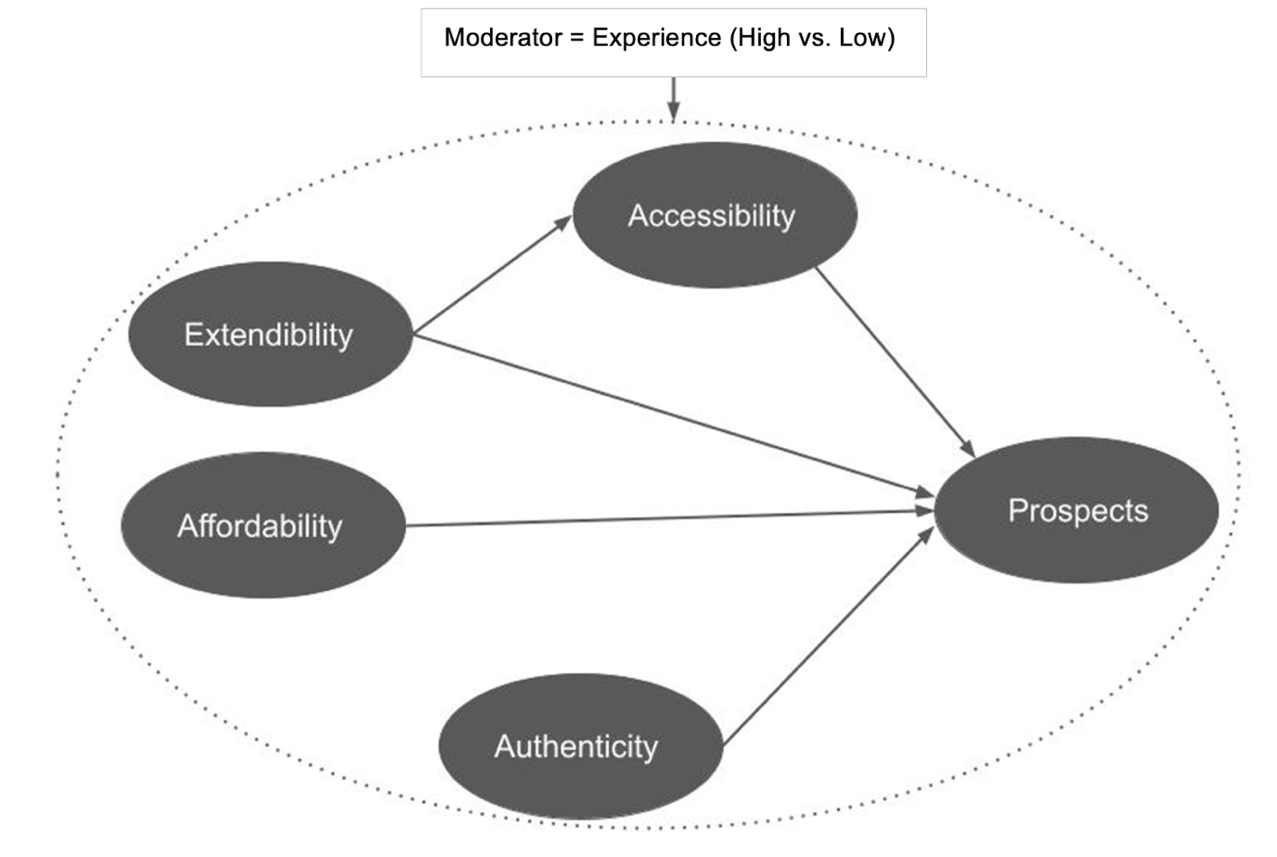 Moderator = Experience (High vs. Low)
Accessibility
Extendibility
Affordability
Prospects
Authenticity